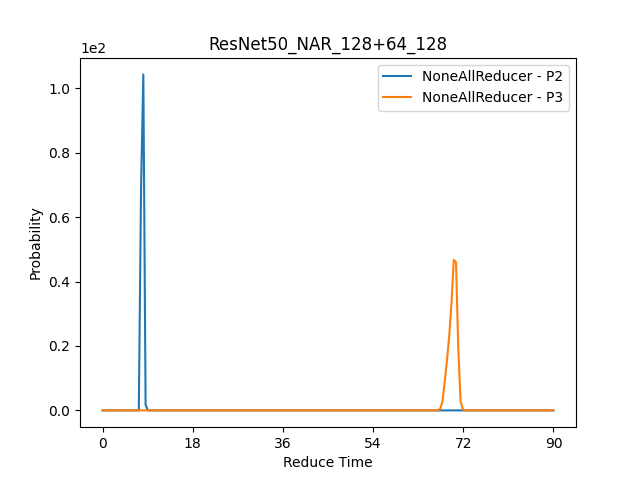 ResNet50_NAR_128+64_128
1e2
NoneAllReducer - P2
NoneAllReducer - P3
1.0
0.8
0.6
0.4
0.2
0.0
Probability
0 18 36 54 72 90
Reduce Time